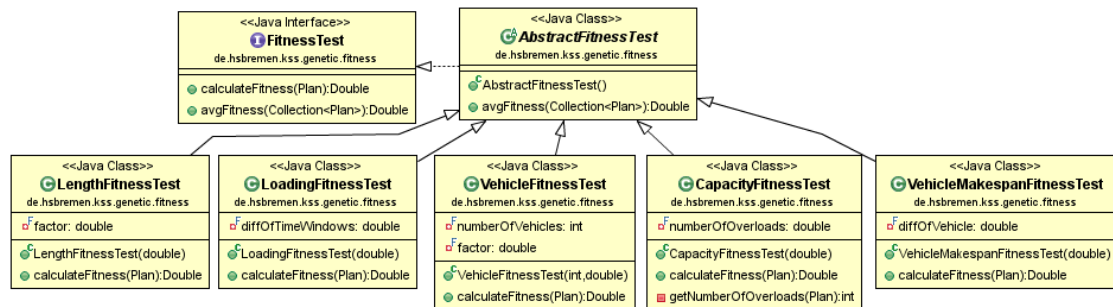 <<Java Interface>>
FitnessTest
de.hsbremen.kss.genetic.fitness
calculateFitness(Plan):Double
avgFitness(Collection<Plan>):Double
<<Java Class>>
AbstractFitnessTest
de.hsbremen.kss.genetic.fitness
AbstractFitnessTest()
avgFitness(Collection<Plan>):Double
<<Java Class>>
LengthFitnessTest
de.hsbremen.kss.genetic.fitness
factor: double
LengthFitnessTest(double)
calculateFitness(Plan):Double
<<Java Class>>
LoadingFitnessTest
de.hsbremen.kss.genetic.fitness
diffOfTimeWindows: double
LoadingFitnessTest(double)
calculateFitness(Plan):Double
<<Java Class>>
VehicleFitnessTest
de.hsbremen.kss.genetic.fitness
numberOfVehicles: int
factor: double
VehicleFitnessTest(int,double)
calculateFitness(Plan):Double
<<Java Class>>
CapacityFitnessTest
de.hsbremen.kss.genetic.fitness
numberOfOverloads: double
CapacityFitnessTest(double)
calculateFitness(Plan):Double
getNumberOfOverloads(Plan):int
<<Java Class>>
VehicleMakespanFitnessTest
de.hsbremen.kss.genetic.fitness
diffOfVehicle: double
VehicleMakespanFitnessTest(double)
calculateFitness(Plan):Double